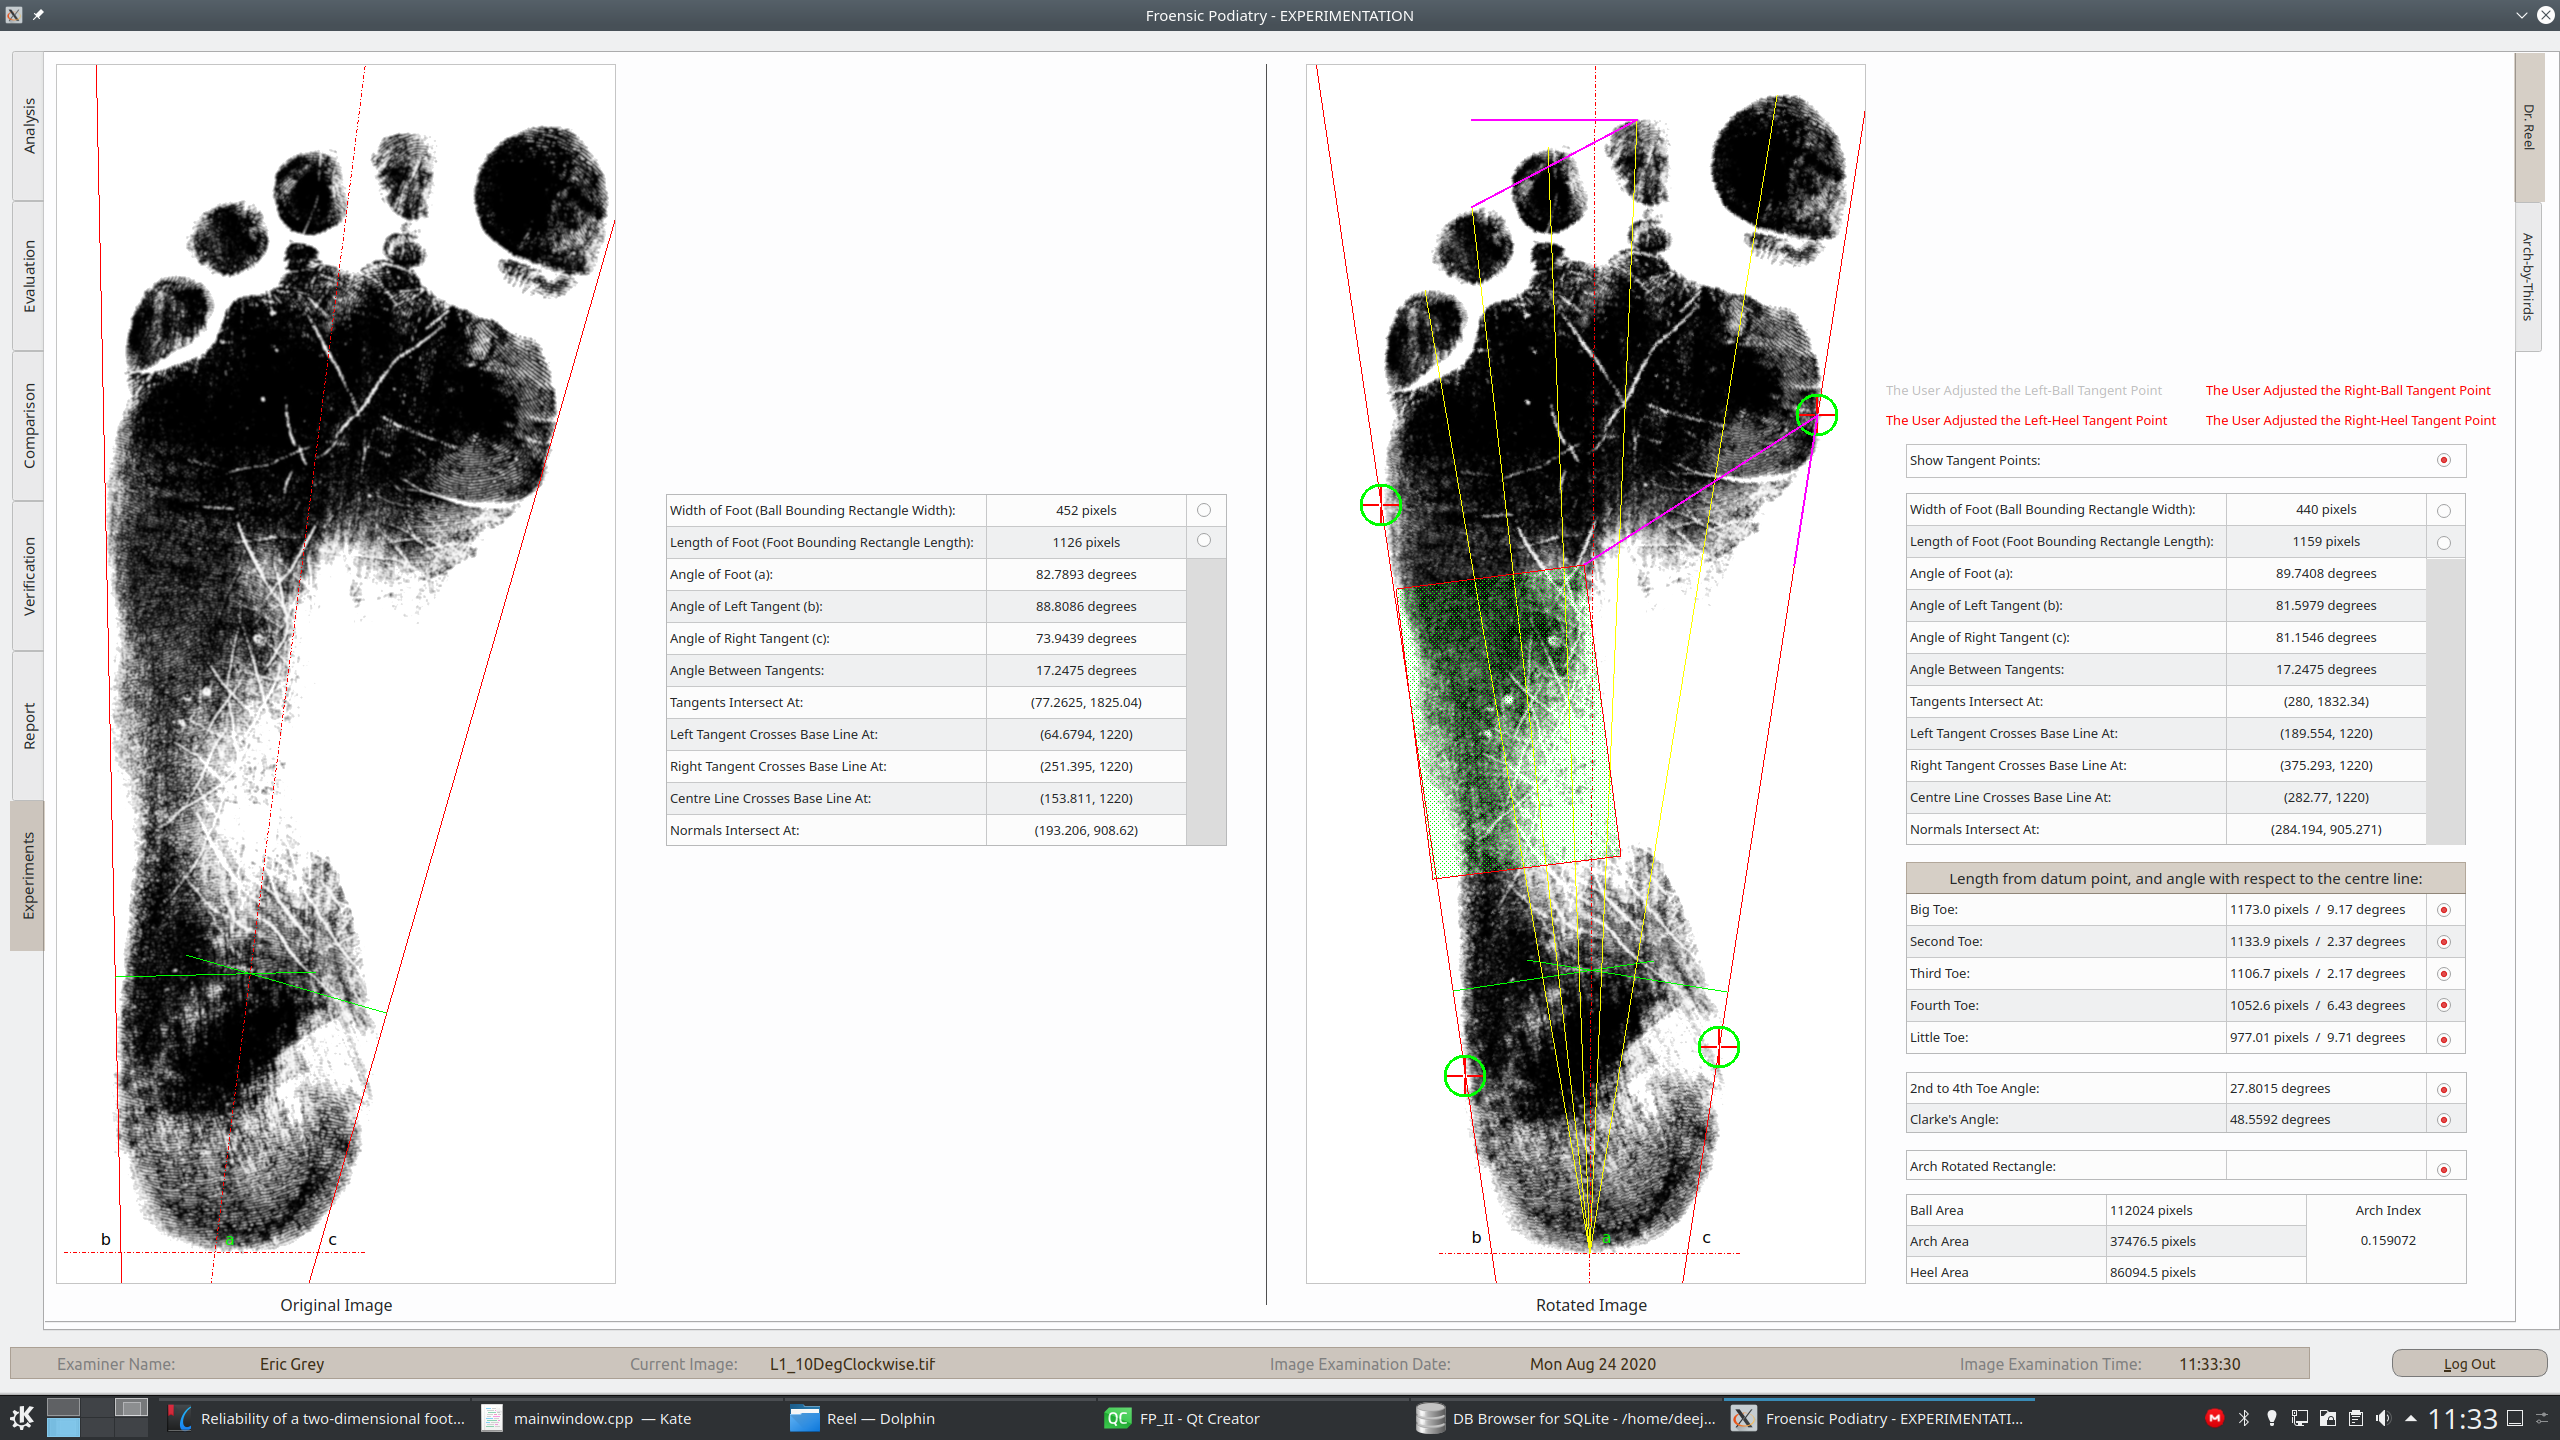 Froensic Podiatry - EXPERIMENTATION
Analysis
Evaluation
Comparison
Verification
Report
Experiments
Dr. Reel
Arch-by-Thirds
b
a
c
Original Image
Width of Foot (Ball Bounding Rectangle Width): 452 pixels
Length of Foot (Foot Bounding Rectangle Length): 1126 pixels
Angle of Foot (a): 82.7893 degrees
Angle of Left Tangent (b): 88.8086 degrees
Angle of Right Tangent (c): 73.9439 degrees
Angle Between Tangents: 17.2475 degrees
Tangents Intersect At: (77.2625, 1825.04)
Left Tangent Crosses Base Line At: (64.6794, 1220)
Right Tangent Crosses Base Line At: (251.395, 1220)
Centre Line Crosses Base Line At: (153.811, 1220)
Normals Intersect At: (193.206, 908.62)
b
a
c
Rotated Image
The User Adjusted the Left-Ball Tangent Point The User Adjusted the Right-Ball Tangent Point
The User Adjusted the Left-Heel Tangent Point The User Adjusted the Right-Heel Tangent Point
Show Tangent Points:
Width of Foot (Ball Bounding Rectangle Width): 440 pixels
Length of Foot (Foot Bounding Rectangle Length): 1159 pixels
Angle of Foot (a): 89.7408 degrees
Angle of Left Tangent (b): 81.5979 degrees
Angle of Right Tangent (c): 81.1546 degrees
Angle Between Tangents: 17.2475 degrees
Tangents Intersect At: (280, 1832.34)
Left Tangent Crosses Base Line At: (189.554, 1220)
Right Tangent Crosses Base Line At: (375.293, 1220)
Centre Line Crosses Base Line At: (282.77, 1220)
Normals Intersect At: (284.194, 905.271)
Length from datum point, and angle with respect to the centre line:
Big Toe: 1173.0 pixels / 9.17 degrees
Second Toe: 1133.9 pixels / 2.37 degrees
Third Toe: 1106.7 pixels / 2.17 degrees
Fourth Toe: 1052.6 pixels / 6.43 degrees
Little Toe: 977.01 pixels / 9.71 degrees
2nd to 4th Toe Angle: 27.8015 degrees
Clarke's Angle: 48.5592 degrees
Arch Rotated Rectangle:
Ball Area 112024 pixels Arch Index
Arch Area 37476.5 pixels 0.159072
Heel Area 86094.5 pixels
Examiner Name: Eric Grey Current Image: L1_10DegClockwise.tif Image Examination Date: Mon Aug 24 2020 Image Examination Time: 11:33:30 Log Out
Reliability of a two-dimensional foot... mainwindow.cpp — Kate Reel — Dolphin QC FP_II - Qt Creator DB Browser for SQLite - /home/deej... Froensic Podiatry - EXPERIMENTATI... 11:33